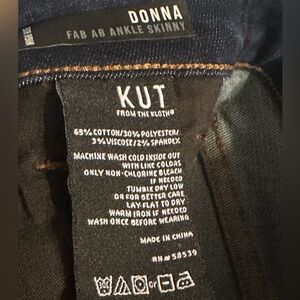 DONNA
FAB AB ANKLE SKINNY
KUT
FROM THE KLOTH®
65% COTTON/30% POLYESTER/
3% VISCOSE/2% SPANDEX
MACHINE WASH COLD INSIDE OUT
WITH LIKE COLORS
ONLY NON-CHLORINE BLEACH
IF NEEDED
TUMBLE DRY LOW
OR FOR BETTER CARE
LAY-FLAT TO DRY
WARM IRON IF NEEDED
WASH ONCE BEFORE WEARING
MADE IN CHINA
RN# 58539
or